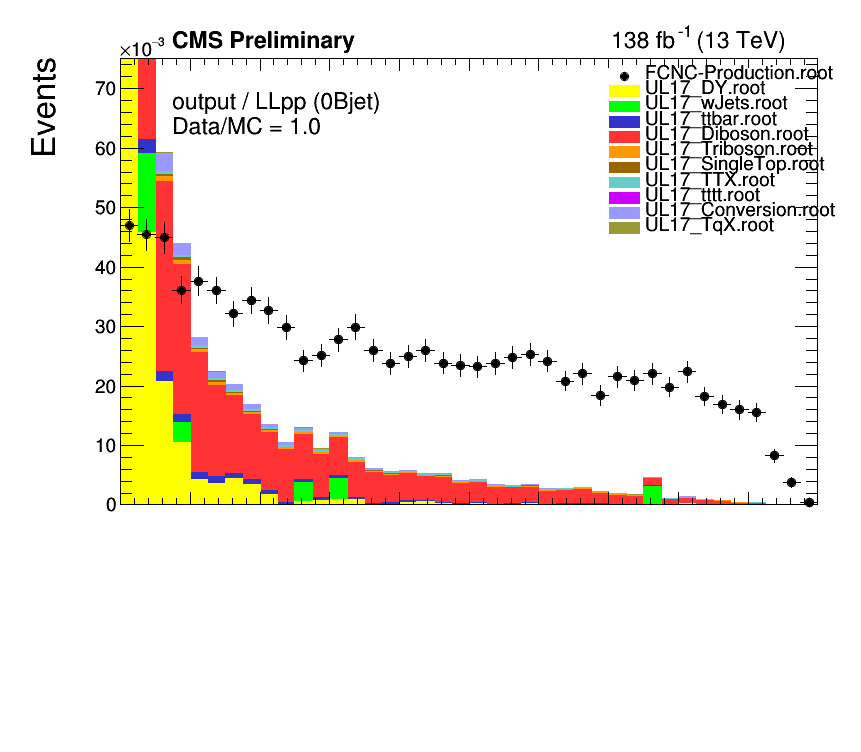 ×10⁻³ CMS Preliminary 138 fb⁻¹ (13 TeV)
Events
70
60
50
40
30
20
10
0
output / LLpp (0Bjet)
Data/MC = 1.0
FCNC-Production.root
UL17_DY.root
UL17_wJets.root
UL17_ttbar.root
UL17_Diboson.root
UL17_Triboson.root
UL17_SingleTop.root
UL17_TTX.root
UL17_tttt.root
UL17_Conversion.root
UL17_TqX.root